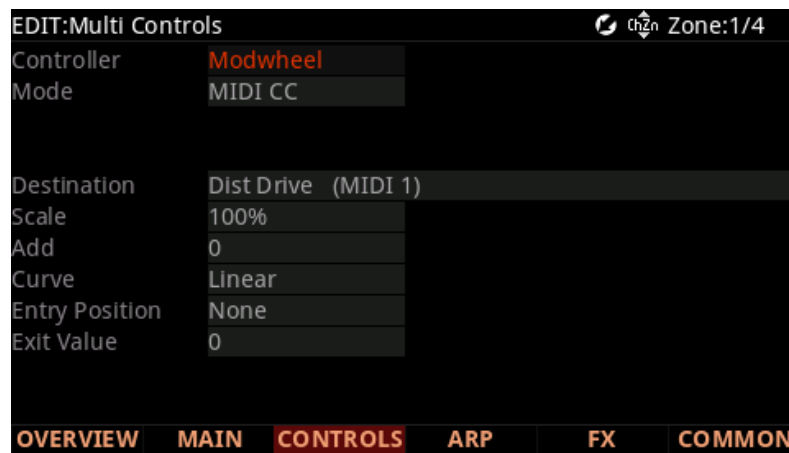 EDIT:Multi Controls ChZn Zone:1/4
Controller Modwheel
Mode MIDI CC
Destination Dist Drive (MIDI 1)
Scale 100%
Add 0
Curve Linear
Entry Position None
Exit Value 0
OVERVIEW MAIN CONTROLS ARP FX COMMON